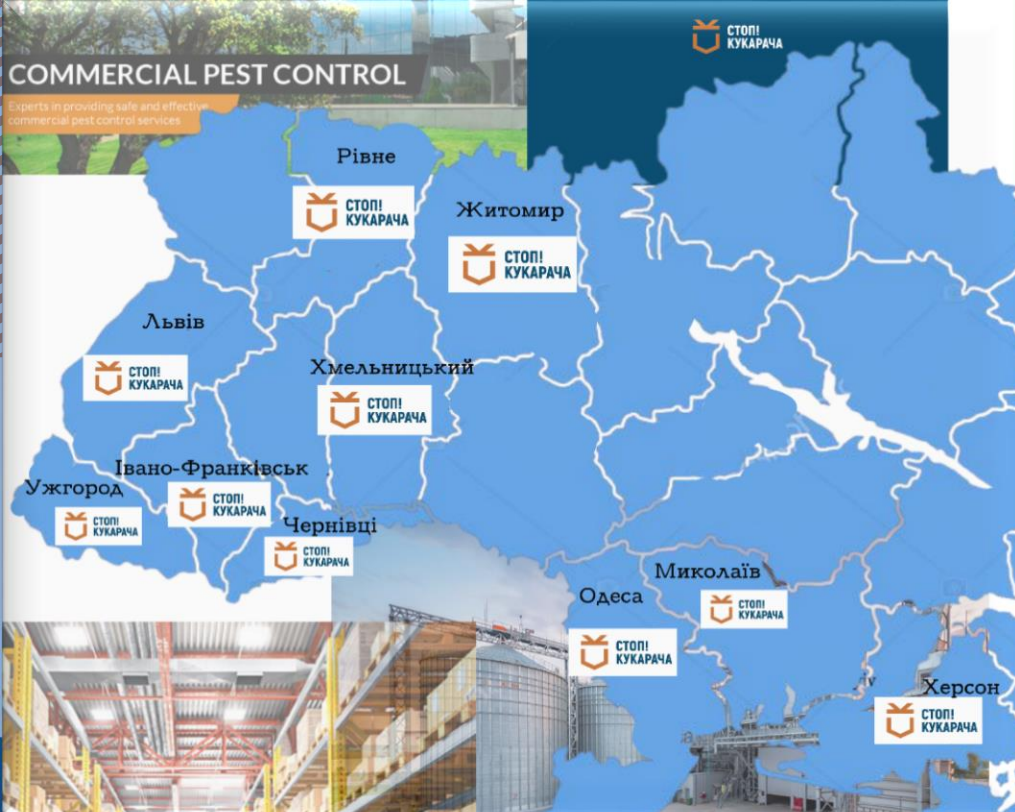 СТОП!
КУКАРАЧА
COMMERCIAL PEST CONTROL
Experts in providing safe and effective
commercial pest control services
Рівне
СТОП!
КУКАРАЧА
Житомир
СТОП!
КУКАРАЧА
Львів
СТОП!
КУКАРАЧА
Хмельницький
СТОП!
КУКАРАЧА
Івано-Франківськ
СТОП!
КУКАРАЧА
Ужгород
СТОП!
КУКАРАЧА
Чернівці
СТОП!
КУКАРАЧА
Миколаїв
СТОП!
КУКАРАЧА
Одеса
СТОП!
КУКАРАЧА
Херсон
СТОП!
КУКАРАЧА